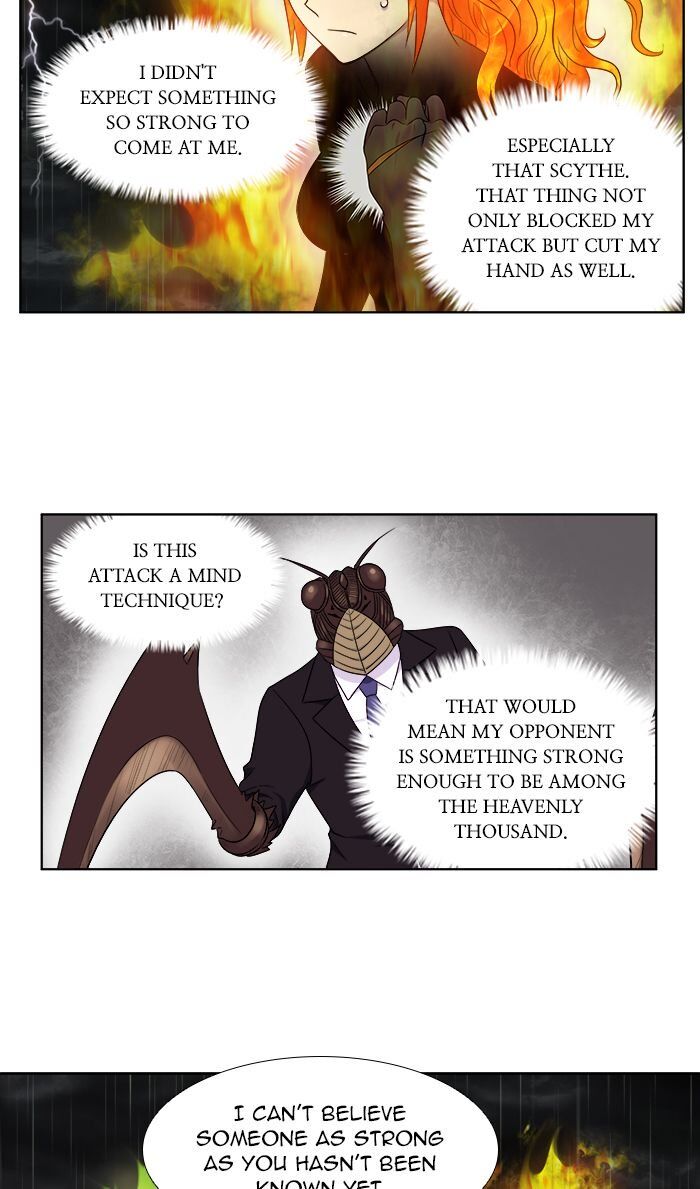 I DIDN'T
EXPECT SOMETHING
SO STRONG TO
COME AT ME.
ESPECIALLY
THAT SCYTHE.
THAT THING NOT
ONLY BLOCKED MY
ATTACK BUT CUT MY
HAND AS WELL.
IS THIS
ATTACK A MIND
TECHNIQUE?
THAT WOULD
MEAN MY OPPONENT
IS SOMETHING STRONG
ENOUGH TO BE AMONG
THE HEAVENLY
THOUSAND.
I CAN'T BELIEVE
SOMEONE AS STRONG
AS YOU HASN'T BEEN
KNOWN YET